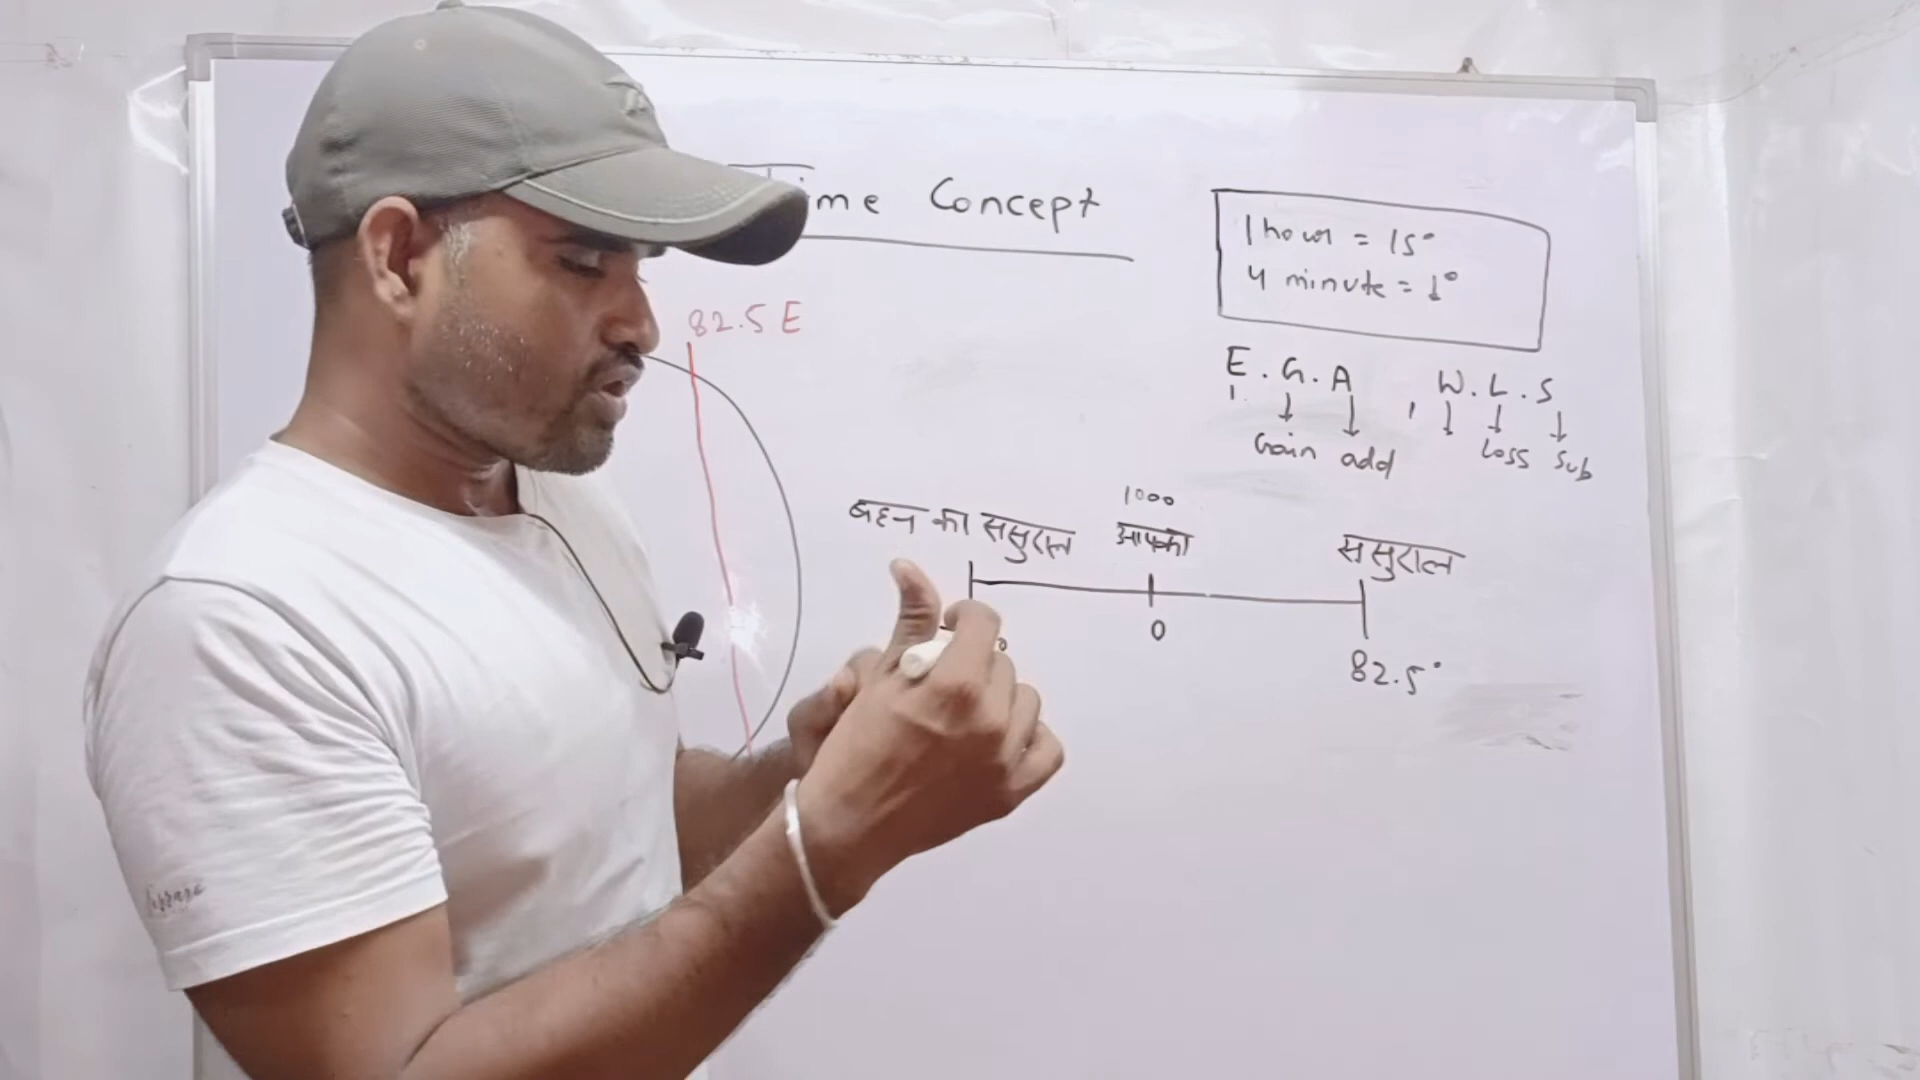 Time Concept
1 hour = 15°
4 minute = 1°
82.5 E
E. G. A , W. L. S
Gain add Loss Sub
1000
बहन का ससुराल आपका ससुराल
0
82.5°